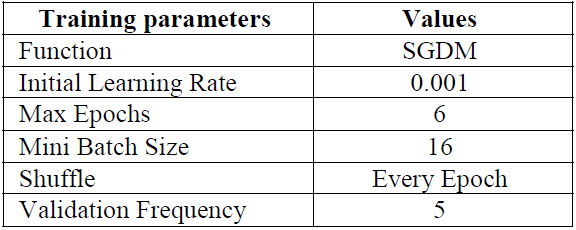 Training parameters Values
Function SGDM
Initial Learning Rate 0.001
Max Epochs 6
Mini Batch Size 16
Shuffle Every Epoch
Validation Frequency 5